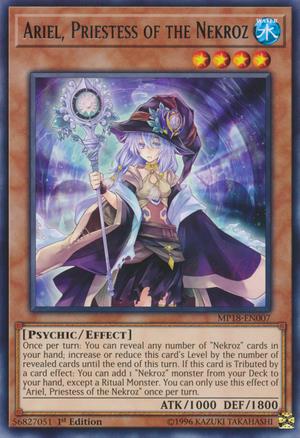 ARIEL, PRIESTESS OF THE NEKROZ
WATER
水
MP18-EN007
[PSYCHIC/EFFECT]
Once per turn: You can reveal any number of "Nekroz" cards in
your hand; increase or reduce this card's Level by the number of
revealed cards until the end of this turn. If this card is Tributed by
a card effect: You can add 1 "Nekroz" monster from your Deck to
your hand, except a Ritual Monster. You can only use this effect of
"Ariel, Priestess of the Nekroz" once per turn.
ATK/1000 DEF/1800
56827051 1st Edition ©1996 KAZUKI TAKAHASHI